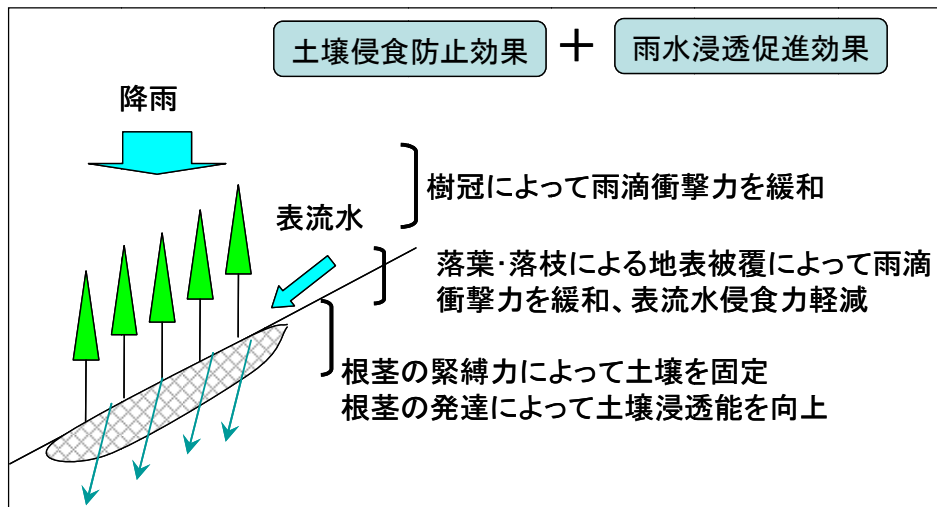 土壌侵食防止効果 + 雨水浸透促進効果
降雨
樹冠によって雨滴衝撃力を緩和
表流水
落葉・落枝による地表被覆によって雨滴
衝撃力を緩和、表流水侵食力軽減
根茎の緊縛力によって土壌を固定
根茎の発達によって土壌浸透能を向上